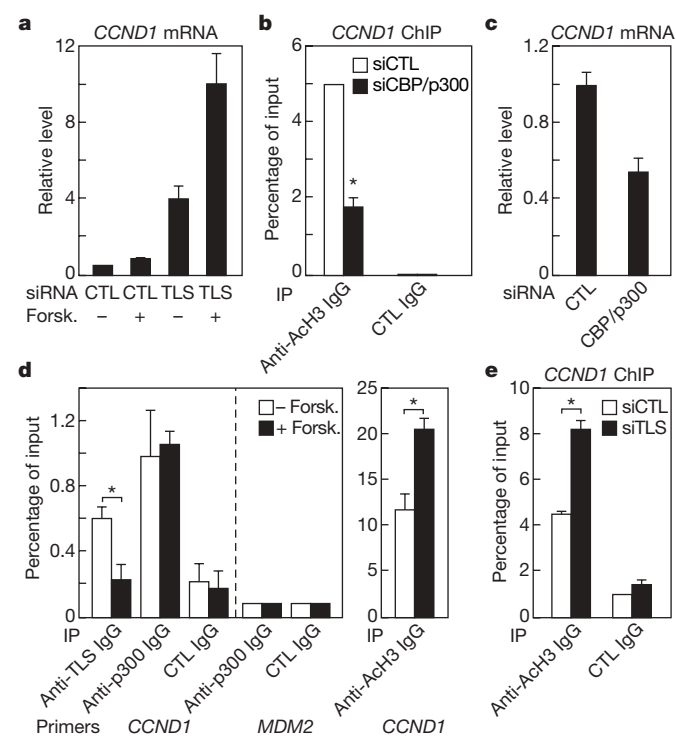 a
CCND1 mRNA
Relative level
12
8
4
0
siRNA CTL CTL TLS TLS
Forsk. – + – +
b
CCND1 ChIP
Percentage of input
6
4
2
0
siCTL
siCBP/p300
*
IP
Anti-AcH3 IgG
CTL IgG
c
CCND1 mRNA
Relative level
1.2
0.8
0.4
0
siRNA
CTL
CBP/p300
d
Percentage of input
1.2
0.8
0.4
0
– Forsk.
+ Forsk.
*
IP
Anti-TLS IgG
Anti-p300 IgG
CTL IgG
Anti-p300 IgG
CTL IgG
25
20
15
10
5
0
*
IP
Anti-AcH3 IgG
Primers CCND1 MDM2 CCND1
e
CCND1 ChIP
Percentage of input
10
8
6
4
2
0
siCTL
siTLS
*
IP
Anti-AcH3 IgG
CTL IgG